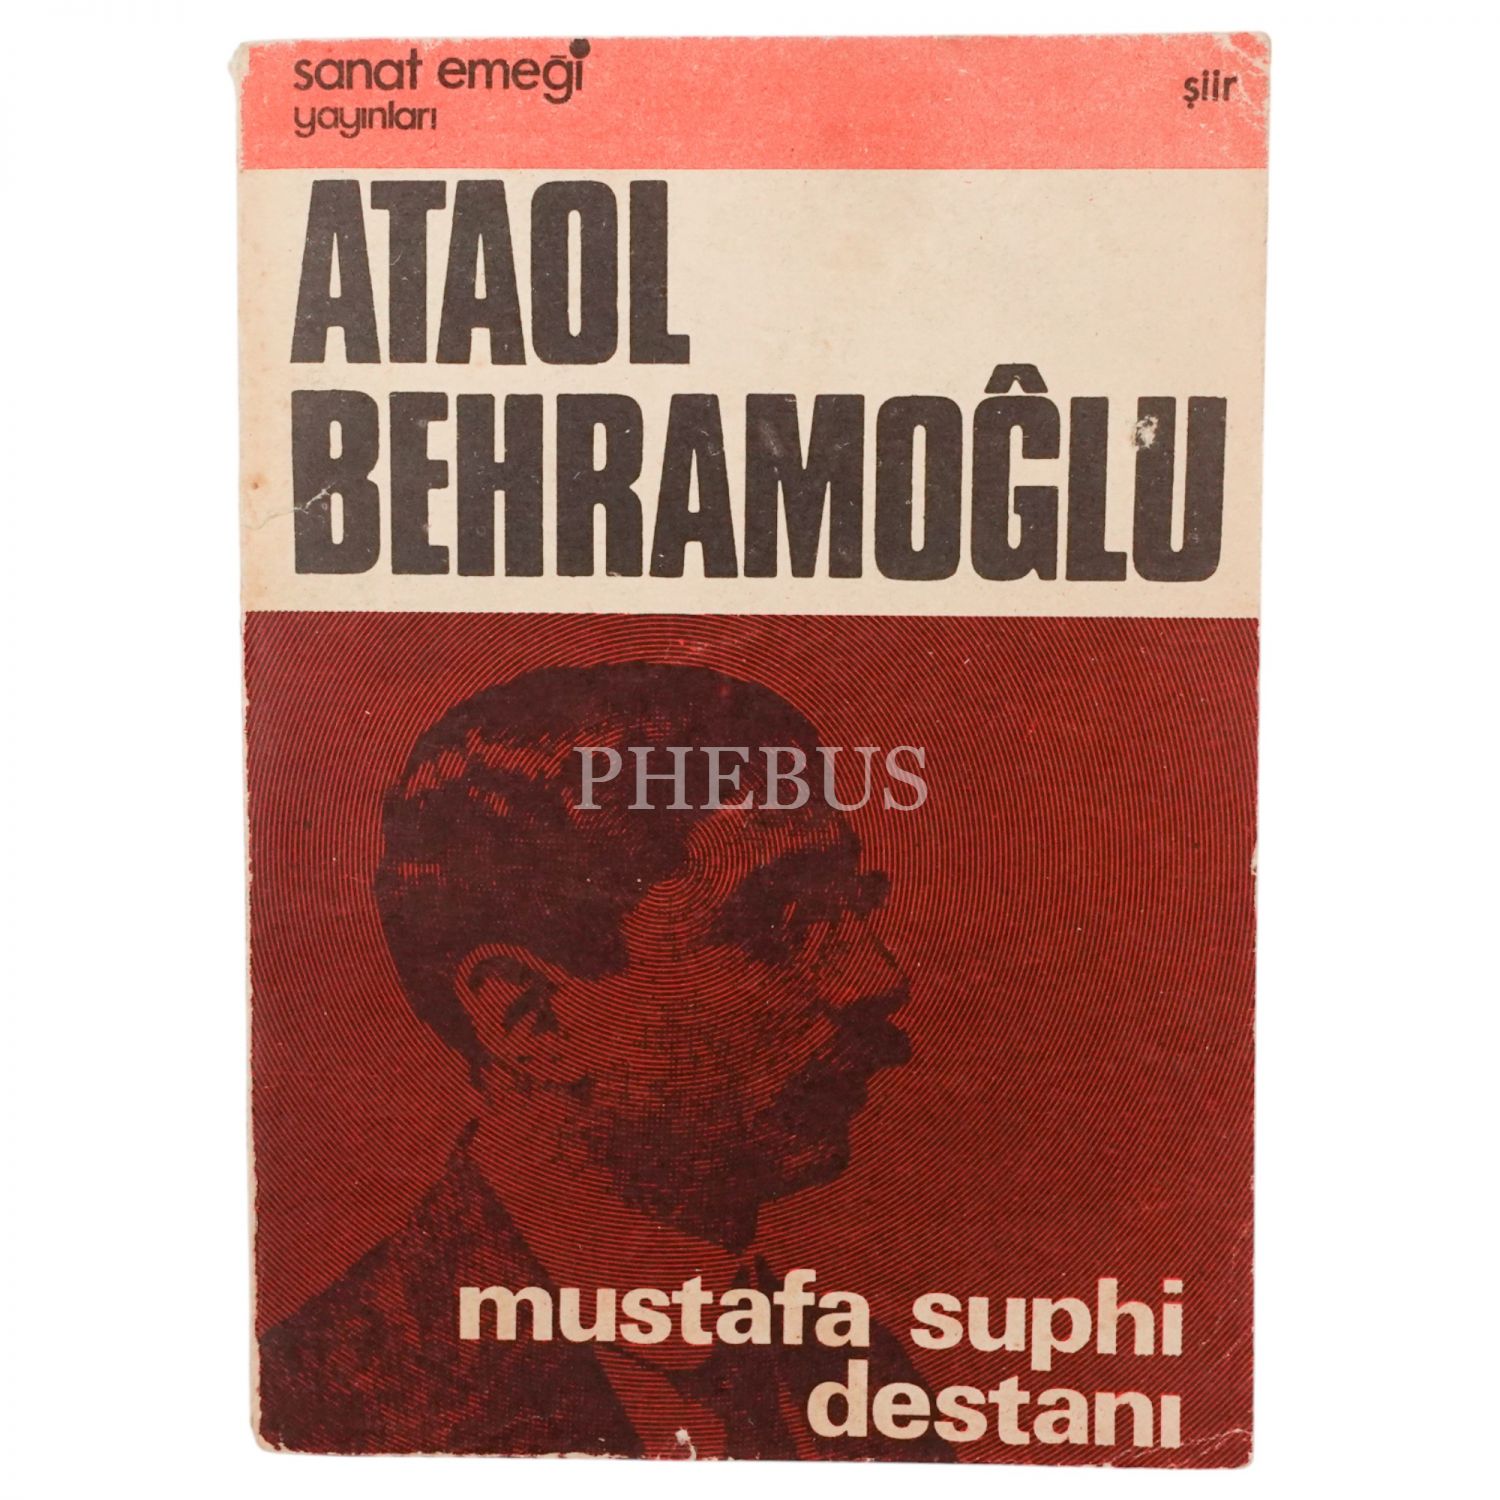 sanat emeği
yayınları
şiir
ATAOL
BEHRAMOĞLU
PHEBUS
mustafa suphi
destanı